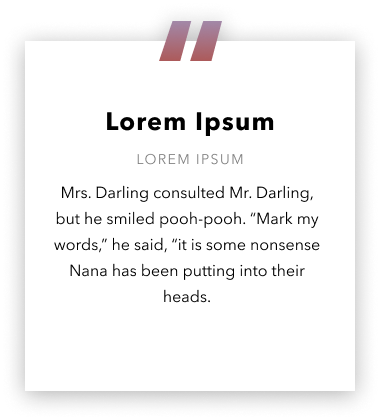 Lorem Ipsum
LOREM IPSUM
Mrs. Darling consulted Mr. Darling,
but he smiled pooh-pooh. “Mark my
words,” he said, “it is some nonsense
Nana has been putting into their
heads.